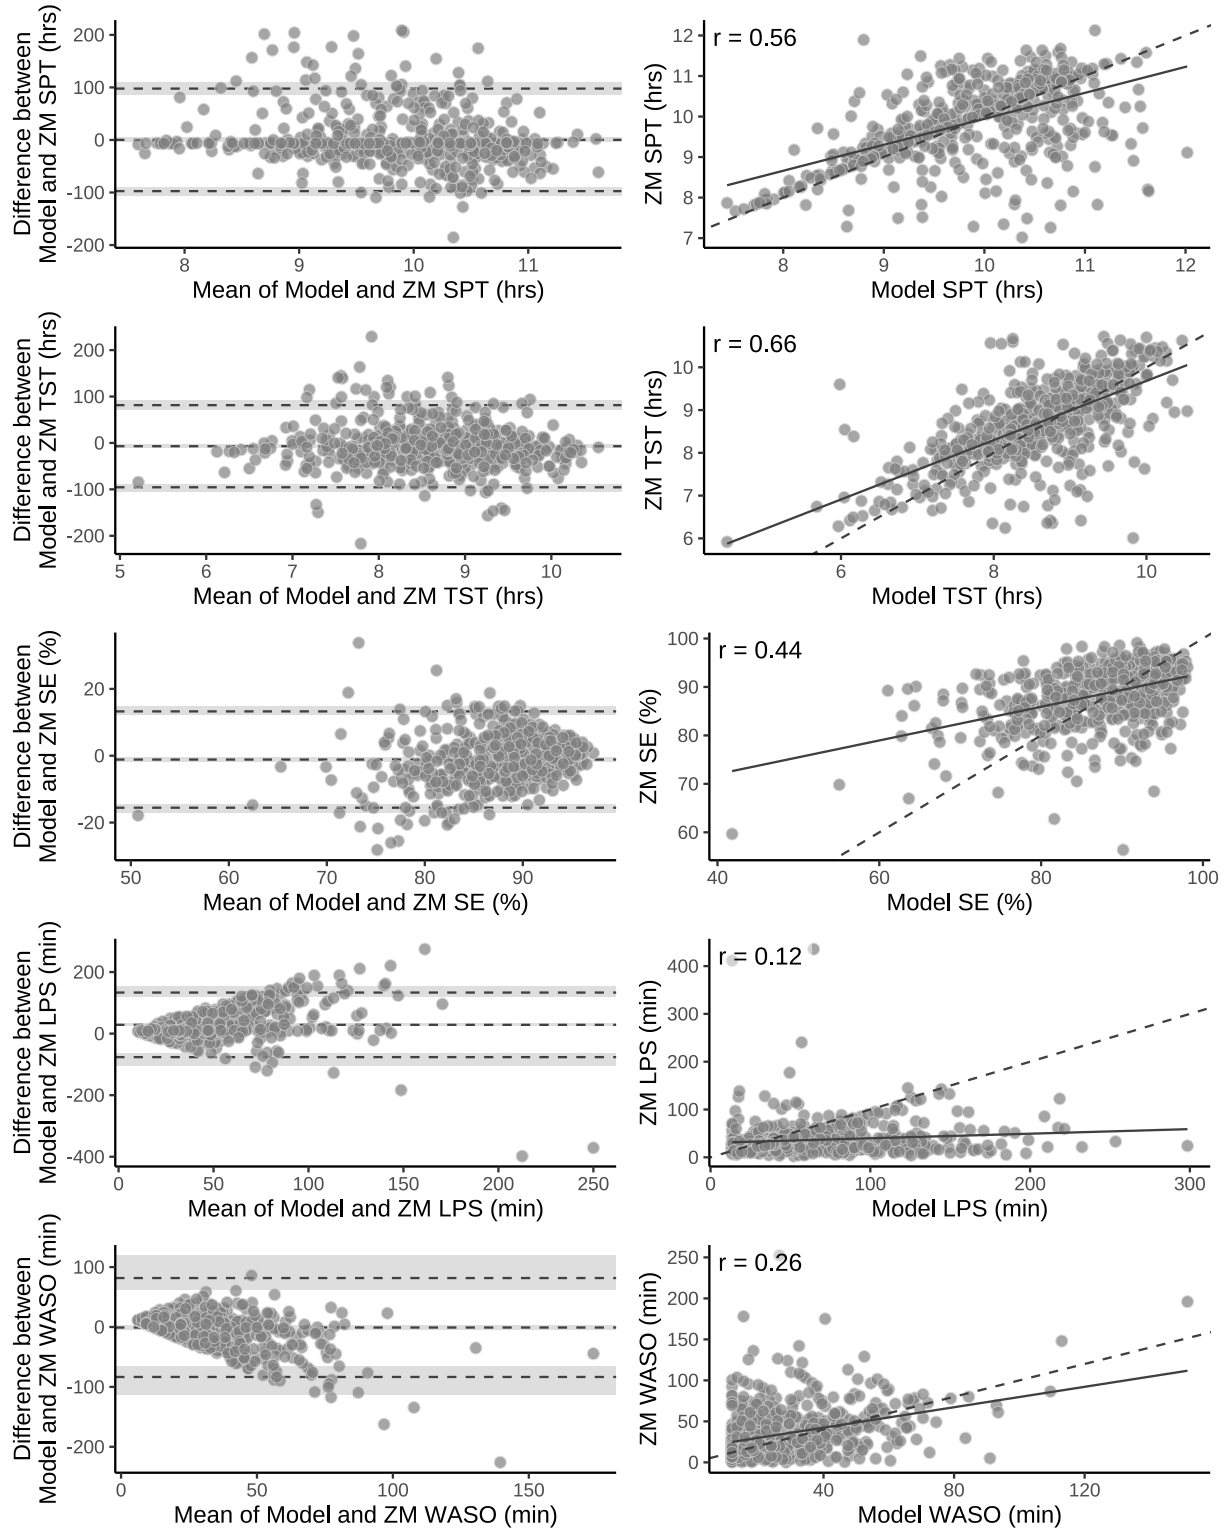 Difference between
Model and ZM SPT (hrs)
200
100
0
-100
-200
8 9 10 11
Mean of Model and ZM SPT (hrs)
r = 0.56
ZM SPT (hrs)
12
11
10
9
8
7
8 9 10 11 12
Model SPT (hrs)
Difference between
Model and ZM TST (hrs)
200
100
0
-100
-200
5 6 7 8 9 10
Mean of Model and ZM TST (hrs)
r = 0.66
ZM TST (hrs)
10
9
8
7
6
6 8 10
Model TST (hrs)
Difference between
Model and ZM SE (%)
20
0
-20
50 60 70 80 90
Mean of Model and ZM SE (%)
r = 0.44
ZM SE (%)
100
90
80
70
60
40 60 80 100
Model SE (%)
Difference between
Model and ZM LPS (min)
200
0
-200
-400
0 50 100 150 200 250
Mean of Model and ZM LPS (min)
r = 0.12
ZM LPS (min)
400
300
200
100
0
0 100 200 300
Model LPS (min)
Difference between
Model and ZM WASO (min)
100
0
-100
-200
0 50 100 150
Mean of Model and ZM WASO (min)
r = 0.26
ZM WASO (min)
250
200
150
100
50
0
40 80 120
Model WASO (min)